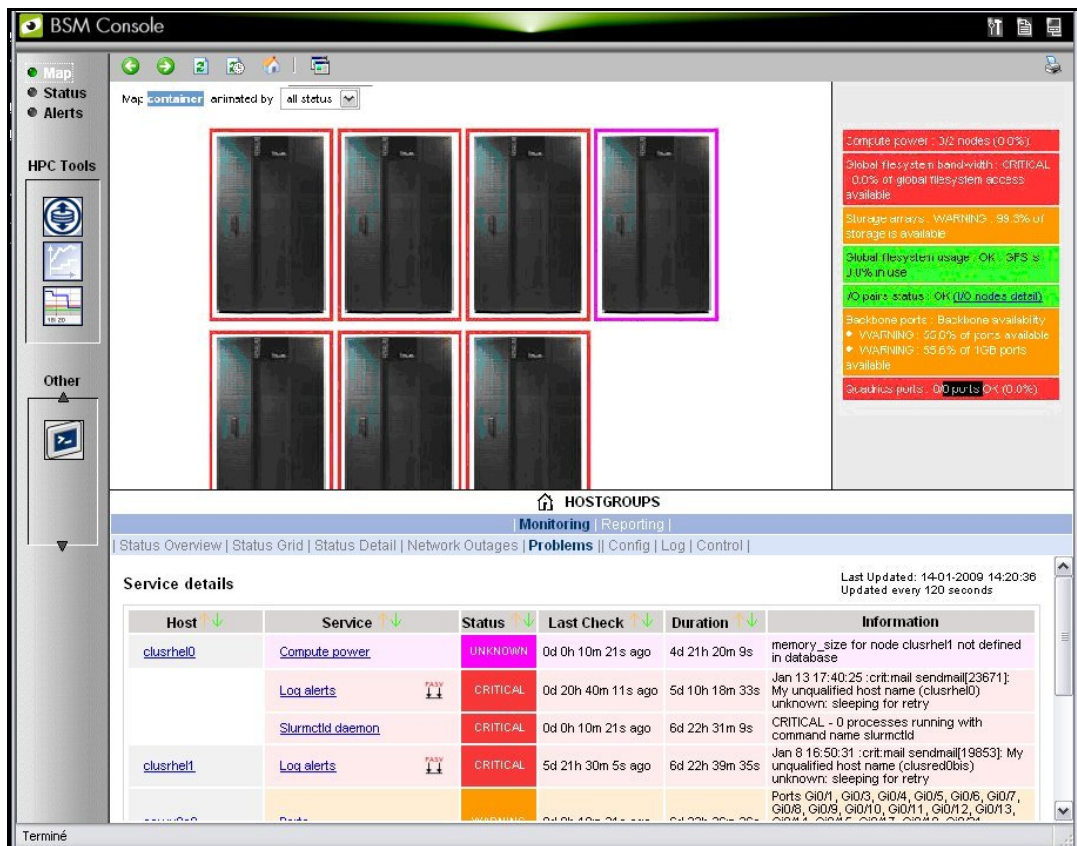 BSM Console
Map
Status
Alerts
HPC Tools
18 20
Other
Map container animated by all status
Compute power : 0/2 nodes (0.0%)
Global filesystem band-width : CRITICAL
0.0% of global filesystem access
available
Storage arrays : WARNING : 99.3% of
storage is available
Global filesystem usage : OK : GFS is
0.0% in use
I/O pairs status : OK (I/O nodes detail)
Backbone ports : Backbone availability
WARNING : 55.6% of ports available
WARNING : 55.6% of 1GB ports
available
Quadrics ports : 0/0 ports OK (0.0%)
HOSTGROUPS
| Monitoring | Reporting |
| Status Overview | Status Grid | Status Detail | Network Outages | Problems || Config | Log | Control |
Service details
Last Updated: 14-01-2009 14:20:36
Updated every 120 seconds
Host Service Status Last Check Duration Information
clusrhel0 Compute power UNKNOWN 0d 0h 10m 21s ago 4d 21h 20m 9s memory_size for node clusrhel1 not defined
in database
Log alerts PASV CRITICAL 0d 20h 40m 11s ago 5d 10h 18m 33s Jan 13 17:40:25 :crit:mail sendmail[23671]:
My unqualified host name (clusrhel0)
unknown: sleeping for retry
Slurmctld daemon CRITICAL 0d 0h 10m 21s ago 6d 22h 31m 9s CRITICAL - 0 processes running with
command name slurmctld
clusrhel1 Log alerts PASV CRITICAL 5d 21h 30m 5s ago 6d 22h 39m 35s Jan 8 16:50:31 :crit:mail sendmail[19853]: My
unqualified host name (clusred0bis)
unknown: sleeping for retry
Ports WARNING Ports Gi0/1, Gi0/3, Gi0/4, Gi0/5, Gi0/6, Gi0/7,
Gi0/8, Gi0/9, Gi0/10, Gi0/11, Gi0/12, Gi0/13,
Terminé